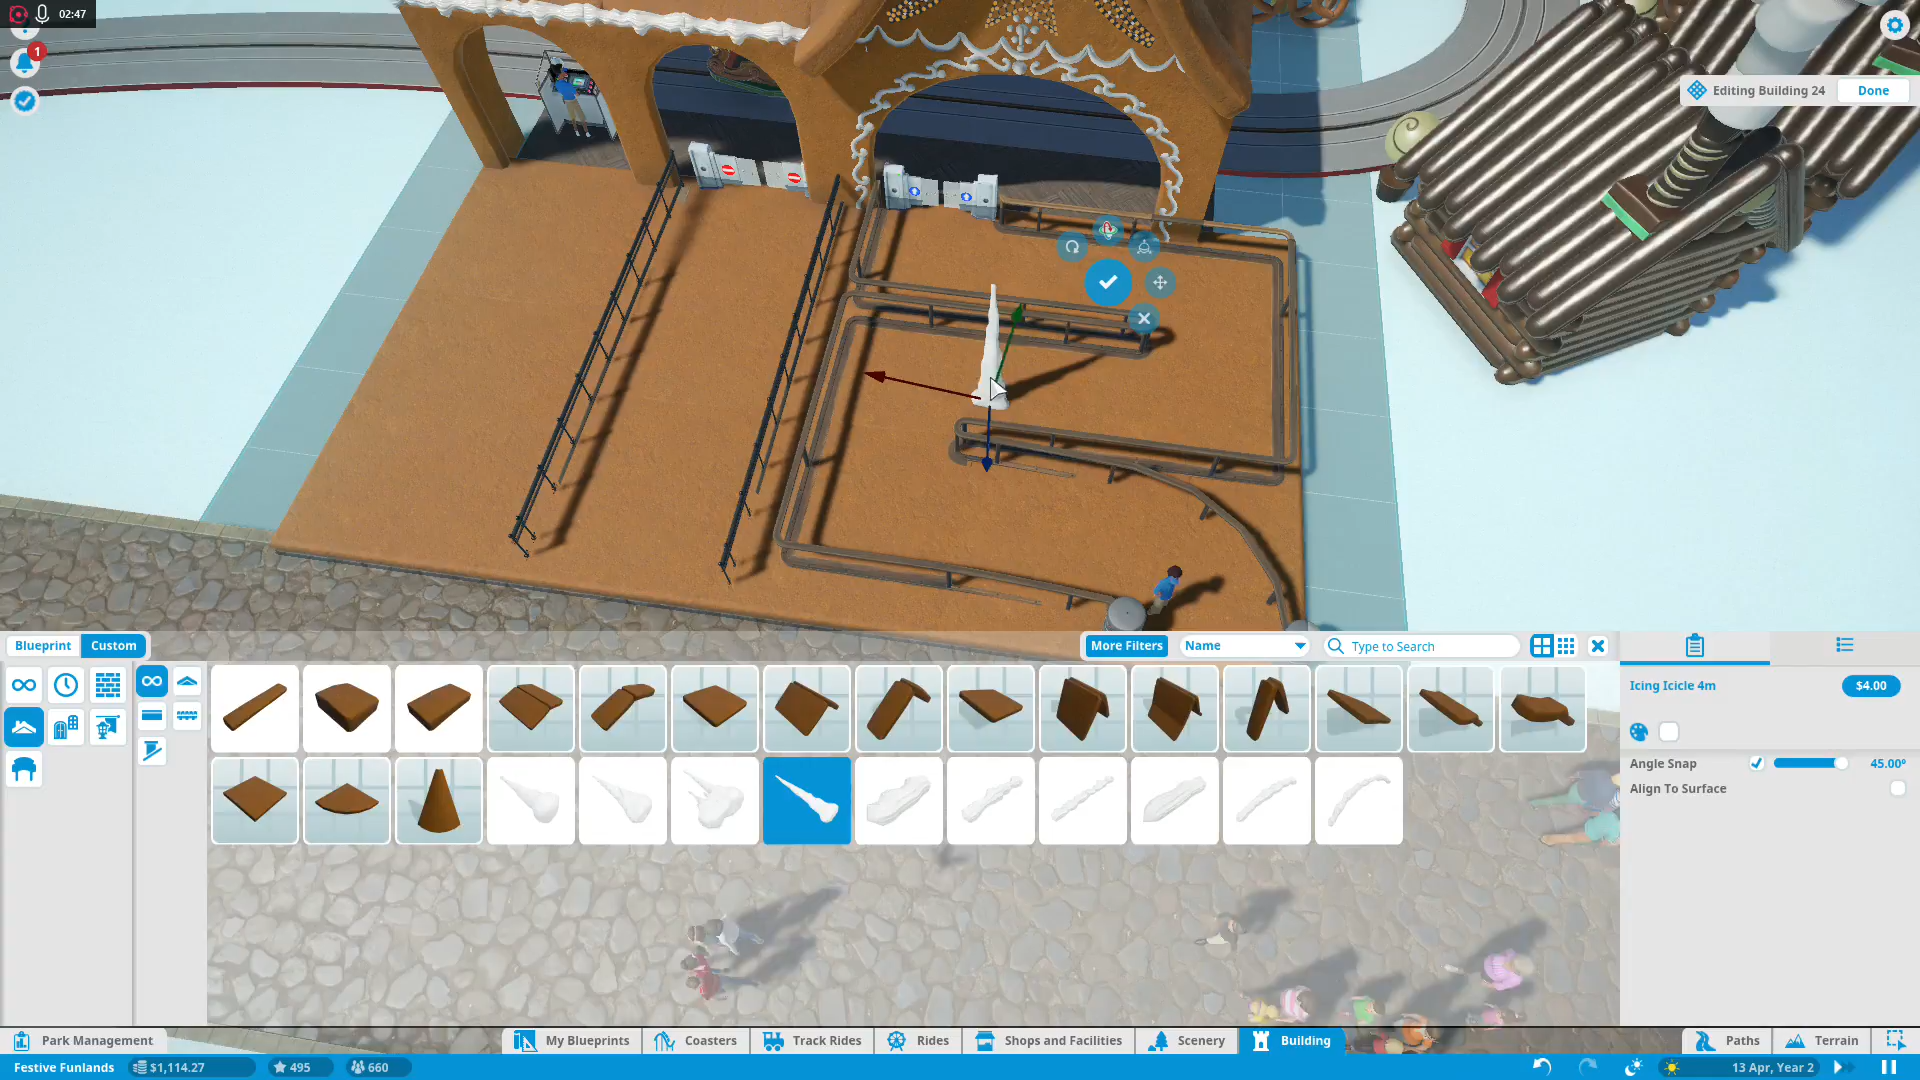 02:47
1
Editing Building 24
Done
Blueprint
Custom
More Filters
Name
Type to Search
Icing Icicle 4m
$4.00
Angle Snap
45.00°
Align To Surface
Park Management
My Blueprints
Coasters
Track Rides
Rides
Shops and Facilities
Scenery
Building
Paths
Terrain
Festive Funlands
$1,114.27
495
660
13 Apr, Year 2